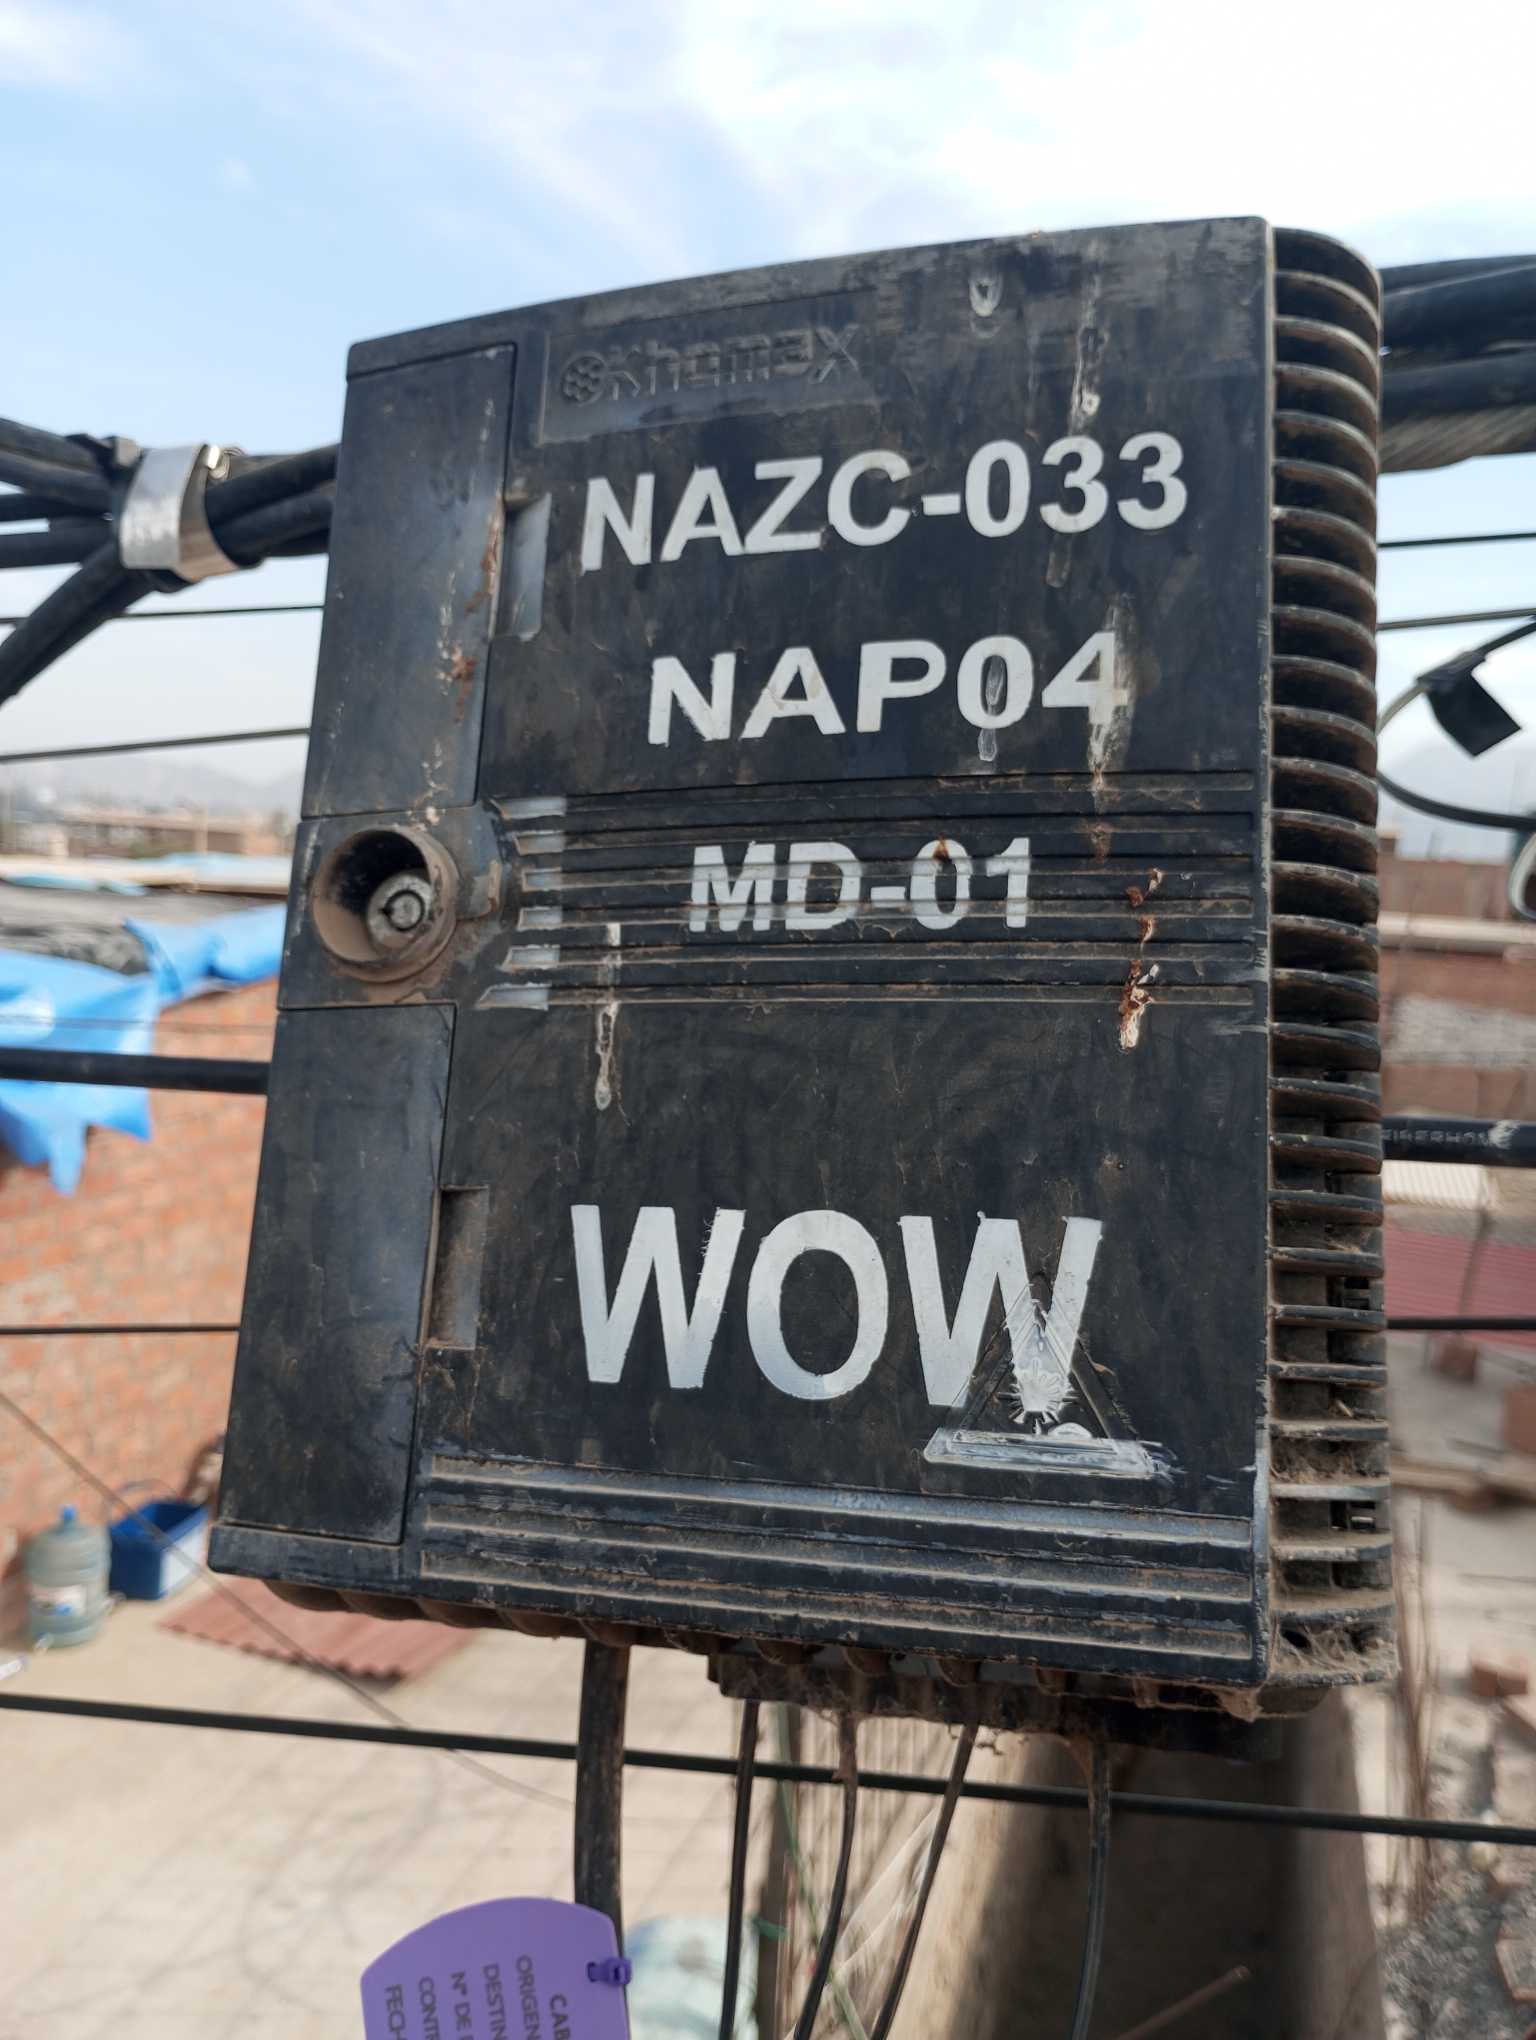 Khomax
NAZC-033
NAP04
MD-01
WOW
CAB
ORIGEN
DESTIN
N° DE
CONT
FECH